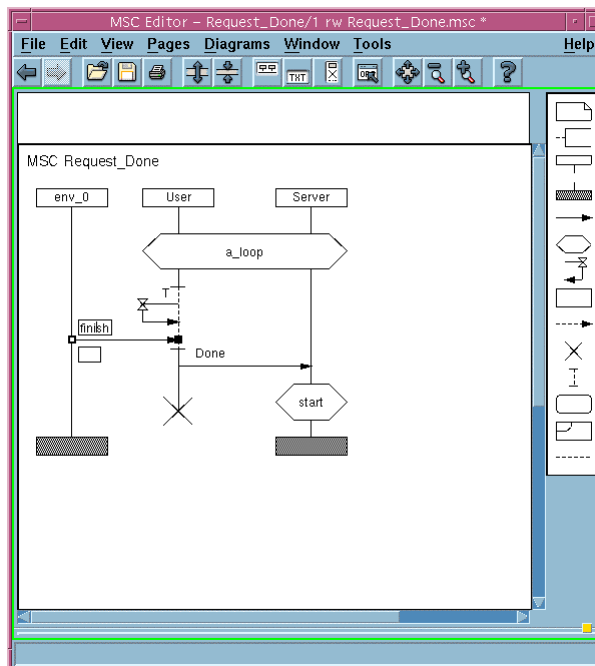 MSC Editor – Request_Done/1 rw Request_Done.msc *
File Edit View Pages Diagrams Window Tools Help
TXT
MSC Request_Done
env_0 User Server
a_loop
T
finish
Done
start